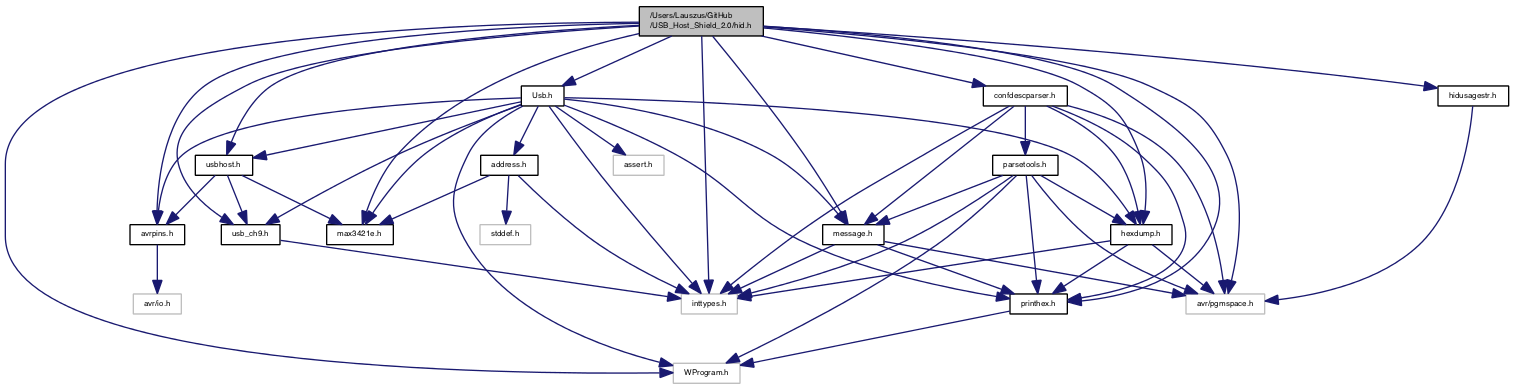 /Users/Lauszus/GitHub
/USB_Host_Shield_2.0/hid.h
Usb.h
confdescparser.h
hidusagestr.h
usbhost.h
address.h
assert.h
parsetools.h
avrpins.h
usb_ch9.h
max3421e.h
stddef.h
message.h
hexdump.h
avr/io.h
inttypes.h
printhex.h
avr/pgmspace.h
WProgram.h